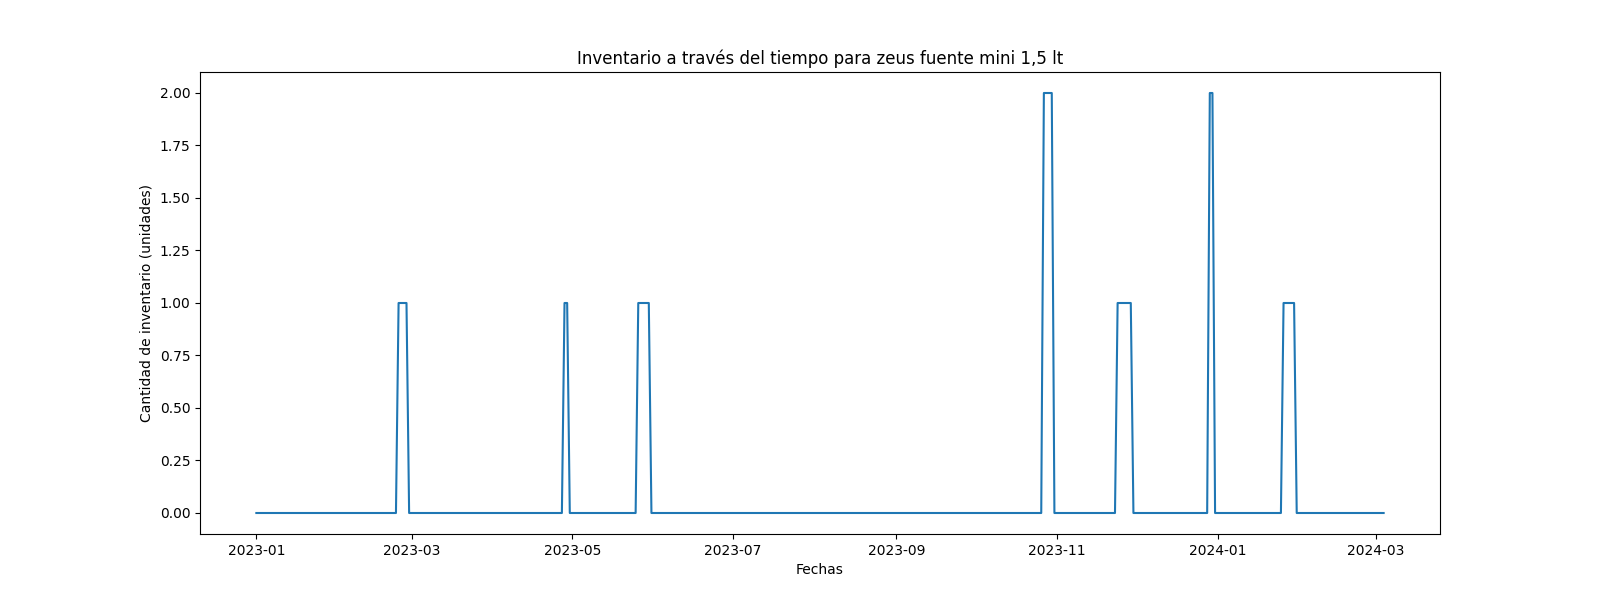 Inventario a través del tiempo para zeus fuente mini 1,5 lt
2.00
1.75
1.50
1.25
1.00
0.75
0.50
0.25
0.00
Cantidad de inventario (unidades)
2023-01 2023-03 2023-05 2023-07 2023-09 2023-11 2024-01 2024-03
Fechas